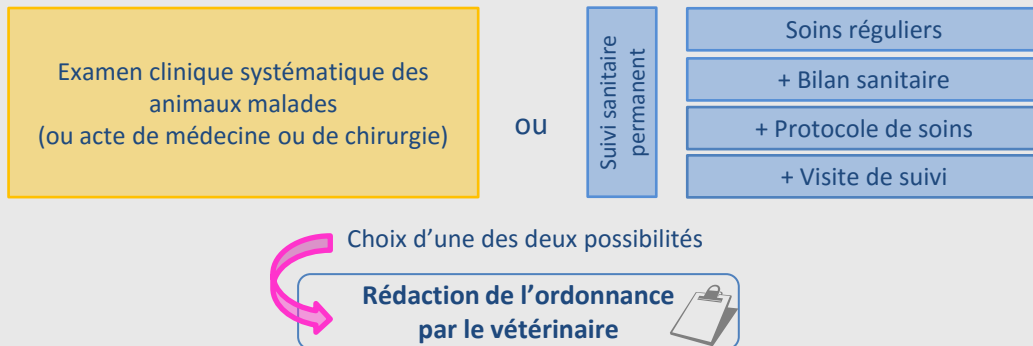 Examen clinique systématique des
animaux malades
(ou acte de médecine ou de chirurgie)
ou
Suivi sanitaire
permanent
Soins réguliers
+ Bilan sanitaire
+ Protocole de soins
+ Visite de suivi
Choix d'une des deux possibilités
Rédaction de l'ordonnance
par le vétérinaire